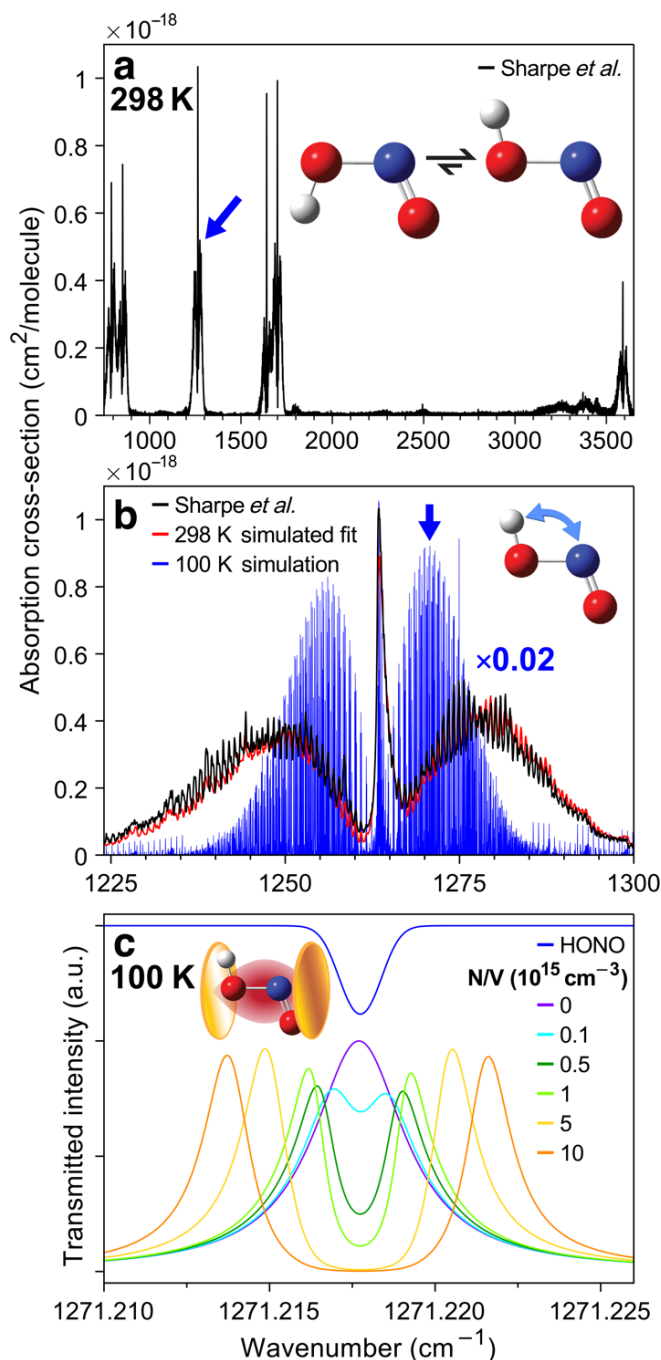 ×10⁻¹⁸
a
298 K
Sharpe et al.
1
0.8
0.6
0.4
0.2
0
1000 1500 2000 2500 3000 3500
Absorption cross-section (cm²/molecule)
×10⁻¹⁸
b
Sharpe et al.
298 K simulated fit
100 K simulation
×0.02
1
0.8
0.6
0.4
0.2
0
1225 1250 1275 1300
c
100 K
HONO
N/V (10¹⁵ cm⁻³)
0
0.1
0.5
1
5
10
Transmitted intensity (a.u.)
1271.210 1271.215 1271.220 1271.225
Wavenumber (cm⁻¹)